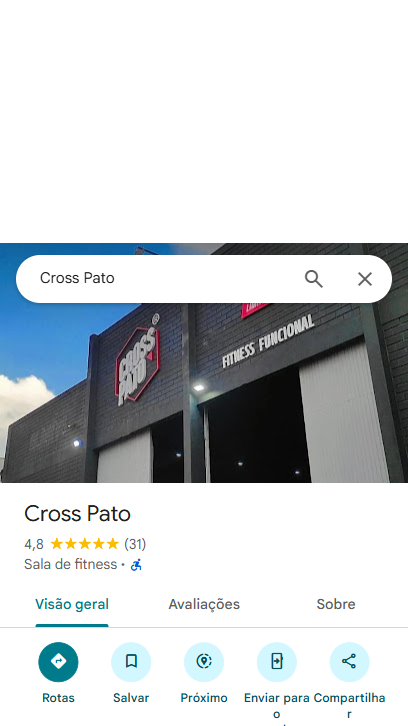 Cross Pato
CROSS
PATO
FITNESS FUNCIONAL
Cross Pato
4,8 (31)
Sala de fitness ·
Visão geral Avaliações Sobre
Rotas Salvar Próximo Enviar para Compartilha
o r